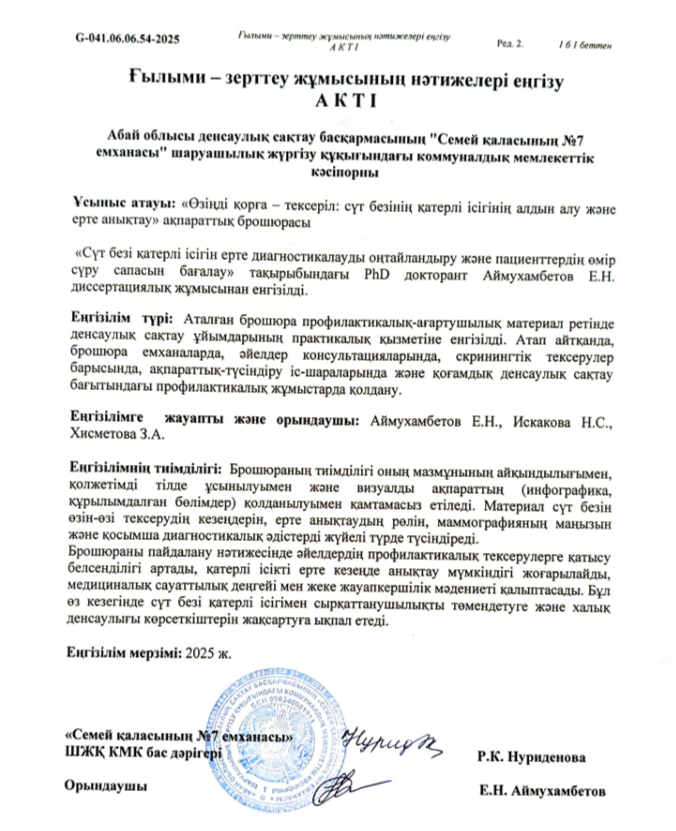 G-041.06.06.54-2025
Ғылыми – зерттеу жұмысының нәтижелері еңгізу
А К Т І
Ред. 2.
1 б 1 беттен
Ғылыми – зерттеу жұмысының нәтижелері еңгізу
А К Т І
Абай облысы денсаулық сақтау басқармасының "Семей қаласының №7
емханасы" шаруашылық жүргізу құқығындағы коммуналдық мемлекеттік
кәсіпорны
Ұсыныс атауы: «Өзіңді қорға – тексеріл: сүт безінің қатерлі ісігінің алдын алу және
ерте анықтау» ақпараттық брошюрасы
«Сүт безі қатерлі ісігін ерте диагностикалауды оңтайландыру және пациенттердің өмір
сүру сапасын бағалау» тақырыбындағы PhD докторант Аймухамбетов Е.Н.
диссертациялық жұмысынан енгізілді.
Еңгізілім түрі: Аталған брошюра профилактикалық-ағартушылық материал ретінде
денсаулық сақтау ұйымдарының практикалық қызметіне енгізілді. Атап айтқанда,
брошюра емханаларда, әйелдер консультацияларында, скринингтік тексерулер
барысында, ақпараттық-түсіндіру іс-шараларында және қоғамдық денсаулық сақтау
бағытындағы профилактикалық жұмыстарда қолдану.
Еңгізілімге жауапты және орындаушы: Аймухамбетов Е.Н., Искакова Н.С.,
Хисметова З.А.
Еңгізілімнің тиімділігі: Брошюраның тиімділігі оның мазмұнының айқындылығымен,
қолжетімді тілде ұсынылуымен және визуалды ақпараттың (инфографика,
құрылымдалған бөлімдер) қолданылуымен қамтамасыз етіледі. Материал сүт безін
өзін-өзі тексерудің кезеңдерін, ерте анықтаудың рөлін, маммографияның маңызын
және қосымша диагностикалық әдістерді жүйелі түрде түсіндіреді.
Брошюраны пайдалану нәтижесінде әйелдердің профилактикалық тексерулерге қатысу
белсенділігі артады, қатерлі ісікті ерте кезеңде анықтау мүмкіндігі жоғарылайды,
медициналық сауаттылық деңгейі мен жеке жауапкершілік мәдениеті қалыптасады. Бұл
өз кезегінде сүт безі қатерлі ісігімен сырқаттанушылықты төмендетуге және халық
денсаулығы көрсеткіштерін жақсартуға ықпал етеді.
Еңгізілім мерзімі: 2025 ж.
«Семей қаласының №7 емханасы»
ШЖҚ КМК бас дәрігері
Р.К. Нуриденова
Орындаушы
Е.Н. Аймухамбетов